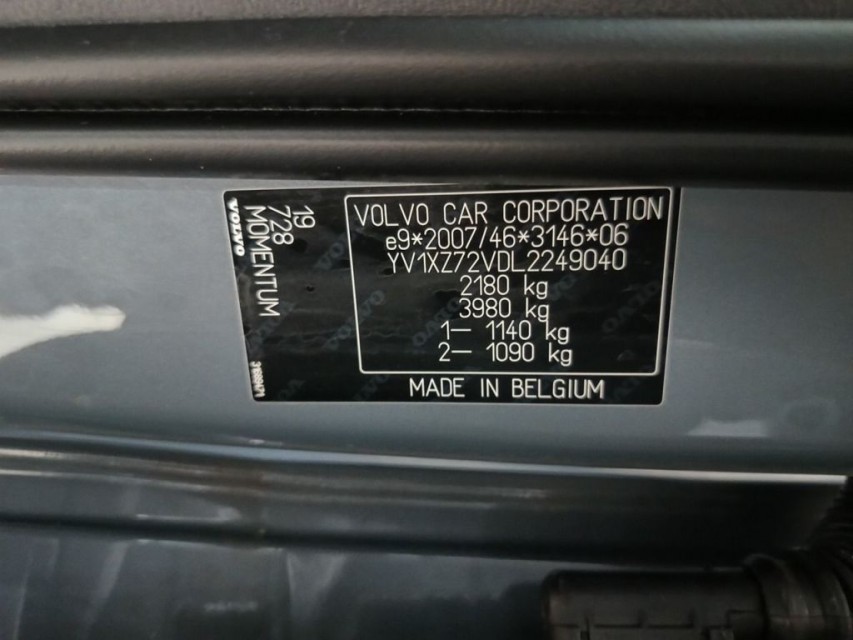 VOLVO CAR CORPORATION
e9*2007/46*3146*06
YV1XZ72VDL2249040
2180 kg
3980 kg
1– 1140 kg
2– 1090 kg
MADE IN BELGIUM
19
728
MOMENTUM
VOLVO